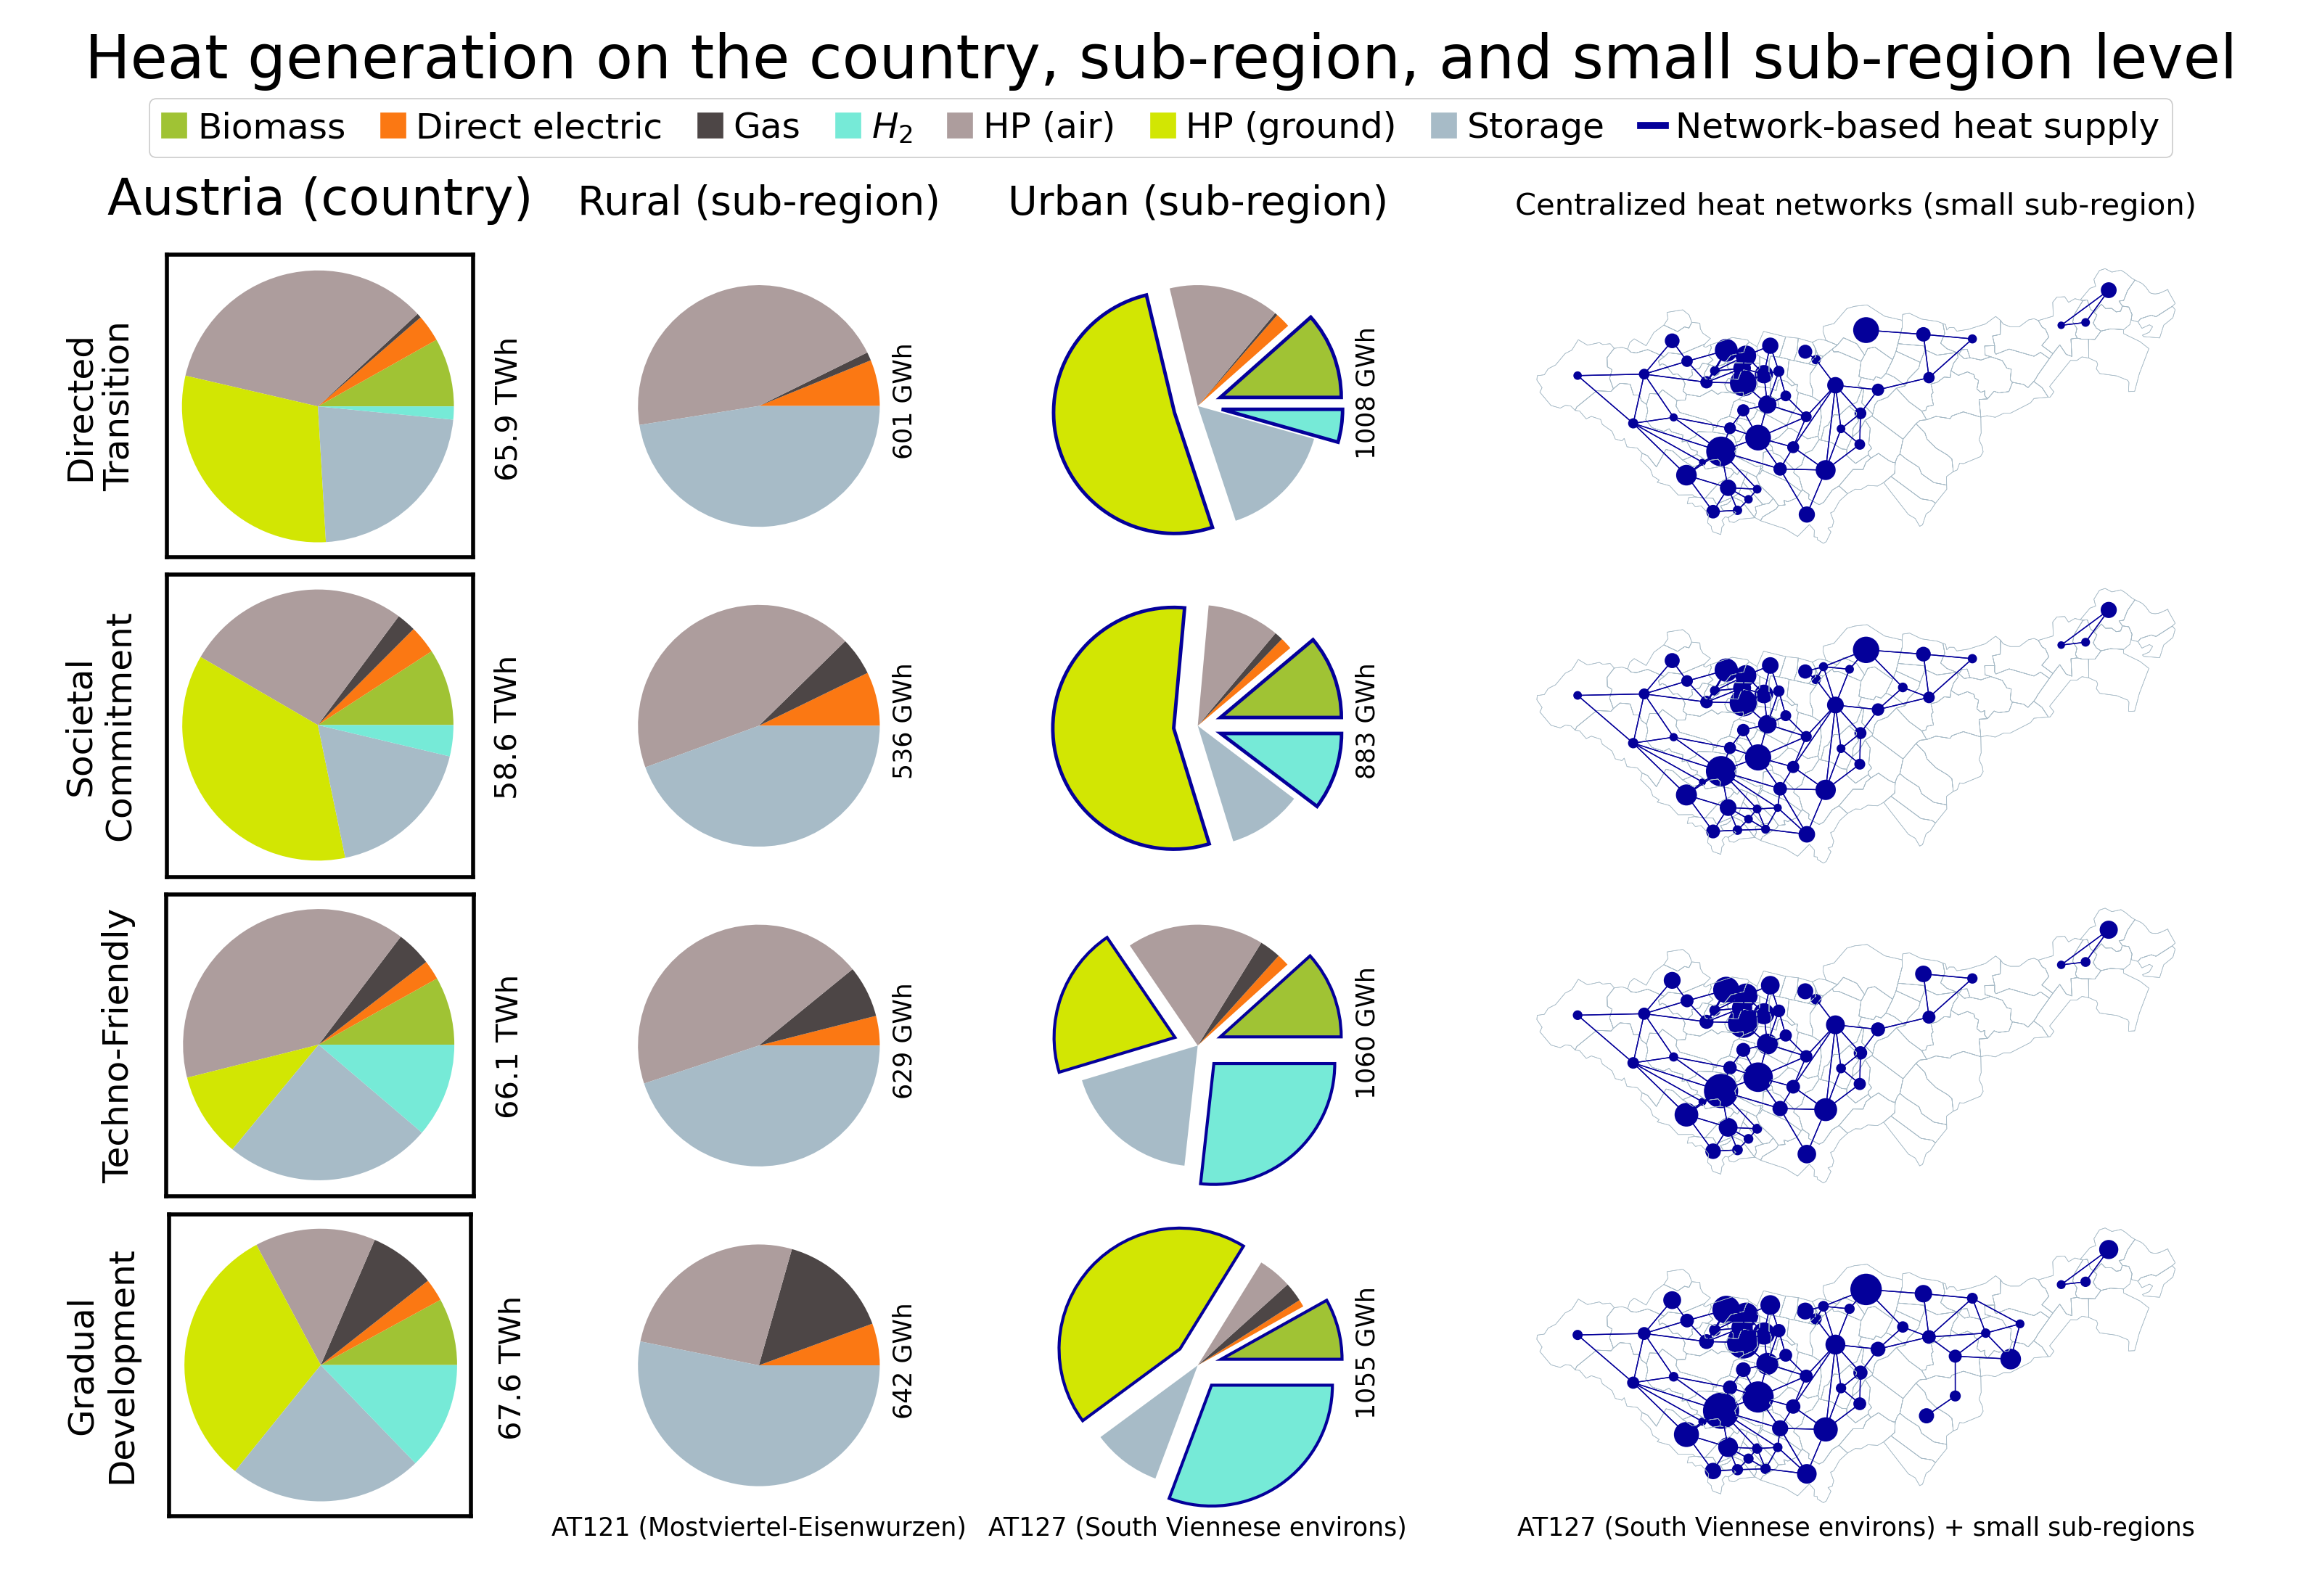 Heat generation on the country, sub-region, and small sub-region level
Biomass Direct electric Gas H₂ HP (air) HP (ground) Storage Network-based heat supply
Austria (country) Rural (sub-region) Urban (sub-region) Centralized heat networks (small sub-region)
Directed
Transition
65.9 TWh
601 GWh
1008 GWh
Societal
Commitment
58.6 TWh
536 GWh
883 GWh
Techno-Friendly
66.1 TWh
629 GWh
1060 GWh
Gradual
Development
67.6 TWh
642 GWh
1055 GWh
AT121 (Mostviertel-Eisenwurzen) AT127 (South Viennese environs) AT127 (South Viennese environs) + small sub-regions